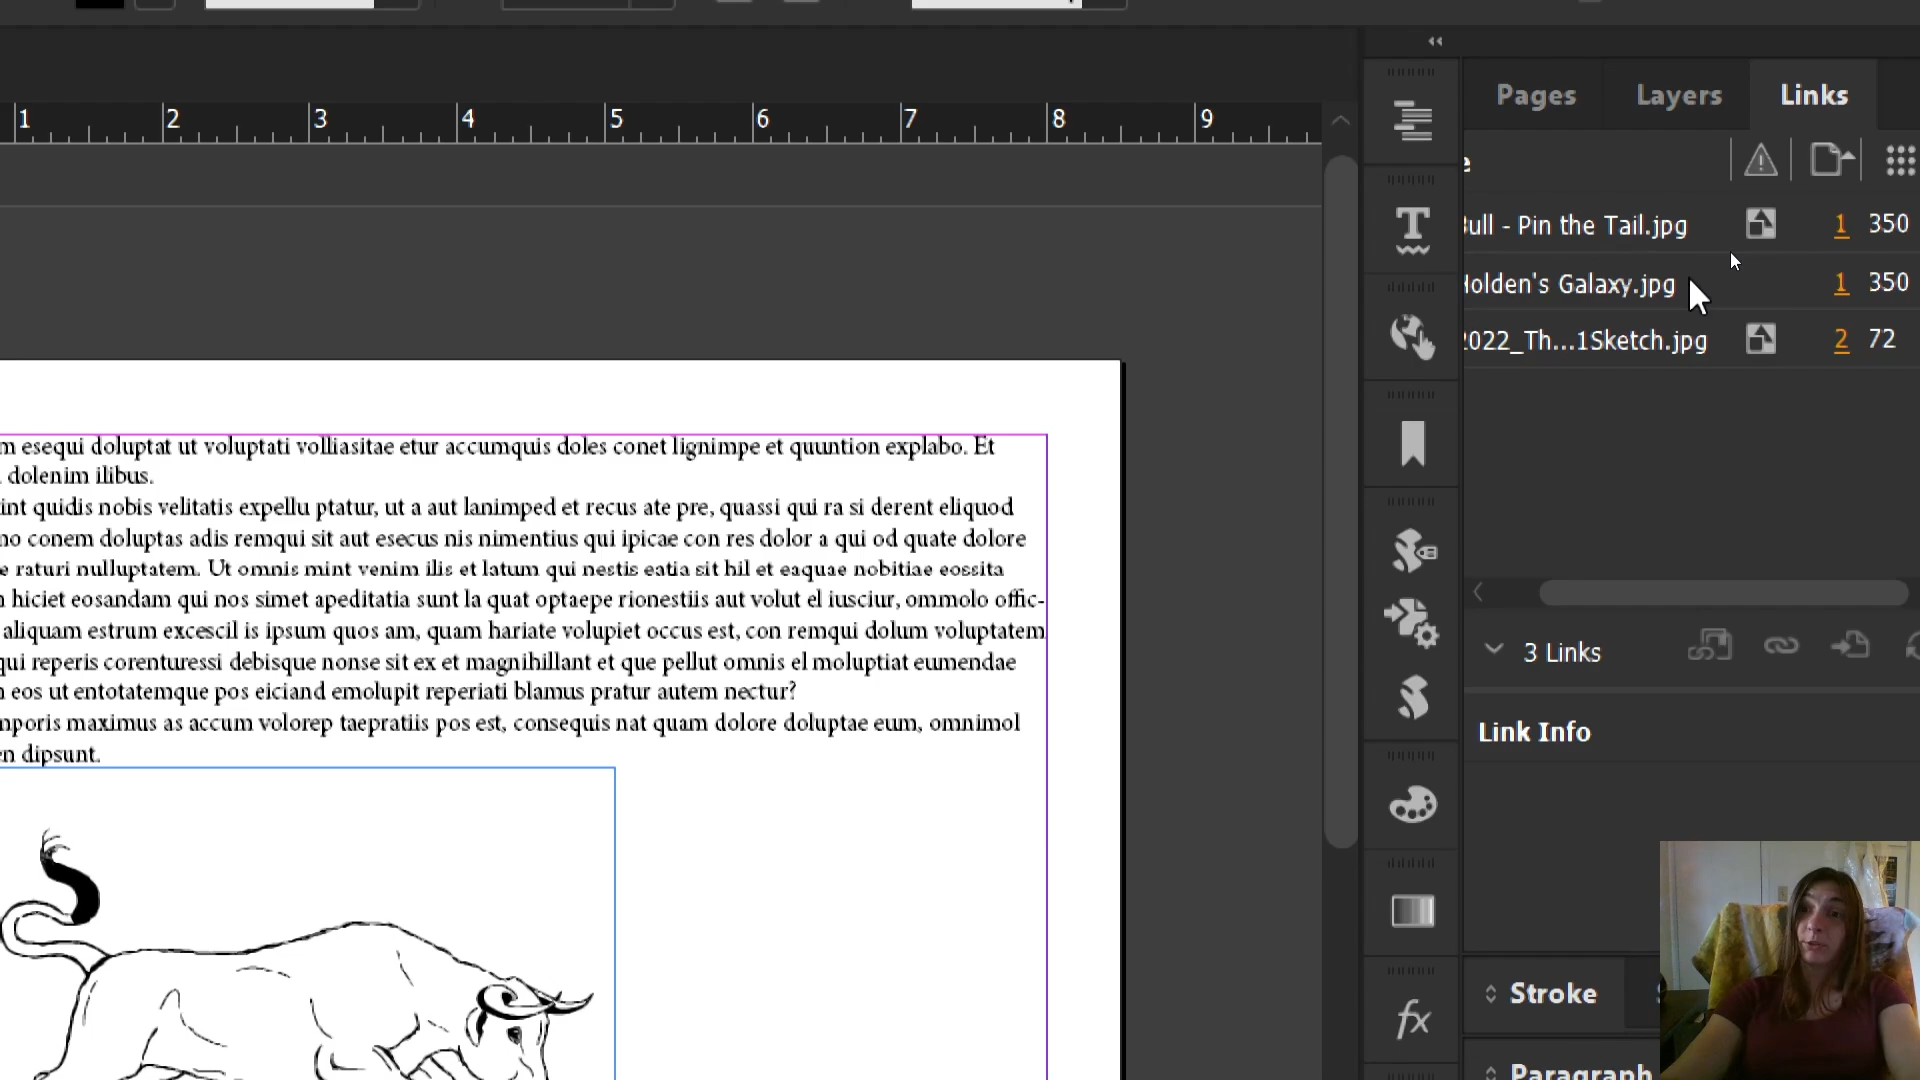 1 2 3 4 5 6 7 8 9
Pages Layers Links
e
Bull - Pin the Tail.jpg 1 350
Holden's Galaxy.jpg 1 350
2022_Th...1Sketch.jpg 2 72
3 Links
Link Info
Stroke
Paragraph
T
fx
m esequi doluptat ut voluptati volliasitae etur accumquis doles conet lignimpe et quuntion explabo. Et
dolenim ilibus.
int quidis nobis velitatis expellu ptatur, ut a aut lanimped et recus ate pre, quassi qui ra si derent eliquod
no conem doluptas adis remqui sit aut esecus nis nimentius qui ipicae con res dolor a qui od quate dolore
e raturi nulluptatem. Ut omnis mint venim ilis et latum qui nestis eatia sit hil et eaquae nobitiae eossita
n hiciet eosandam qui nos simet apeditatia sunt la quat optaepe rionestiis aut volut el iusciur, ommolo offic-
aliquam estrum excescil is ipsum quos am, quam hariate volupiet occus est, con remqui dolum voluptatem
qui reperis corenturessi debisque nonse sit ex et magnihillant et que pellut omnis el moluptiat eumendae
n eos ut entotatemque pos eiciand emolupit reperiati blamus pratur autem nectur?
mporis maximus as accum volorep taepratiis pos est, consequis nat quam dolore doluptae eum, omnimol
en dipsunt.